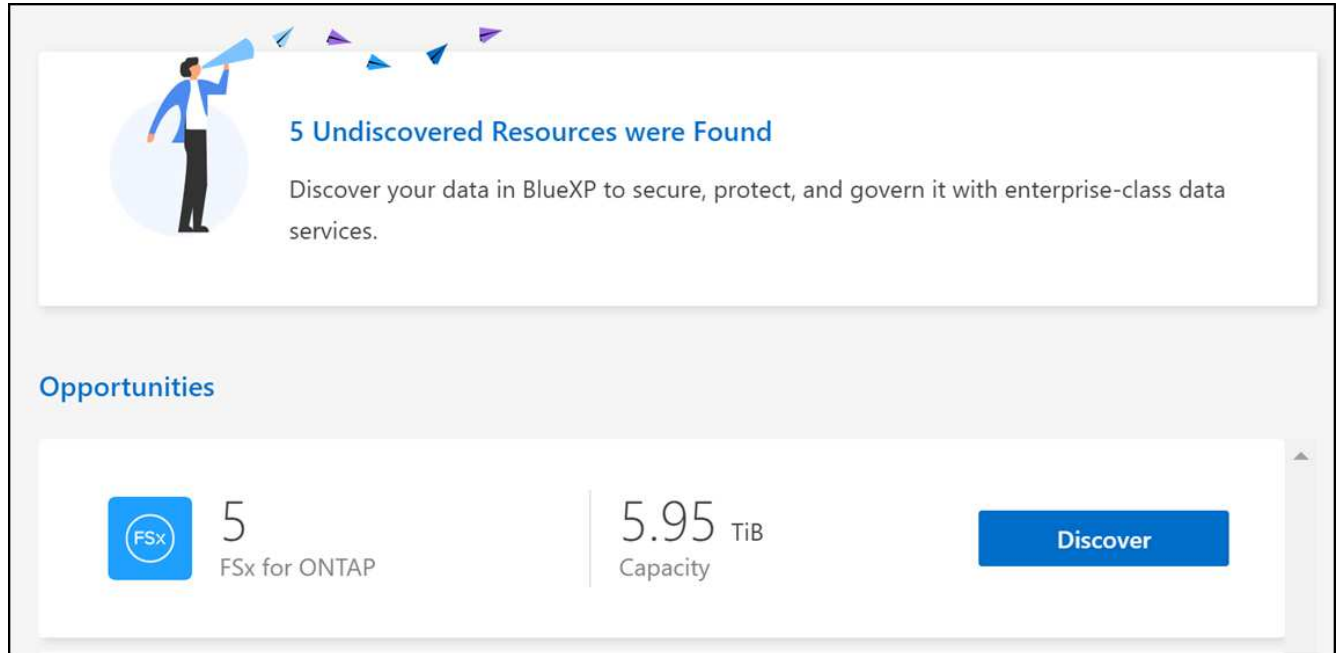 5 Undiscovered Resources were Found
Discover your data in BlueXP to secure, protect, and govern it with enterprise-class data
services.
Opportunities
FSx
5
FSx for ONTAP
5.95 TiB
Capacity
Discover